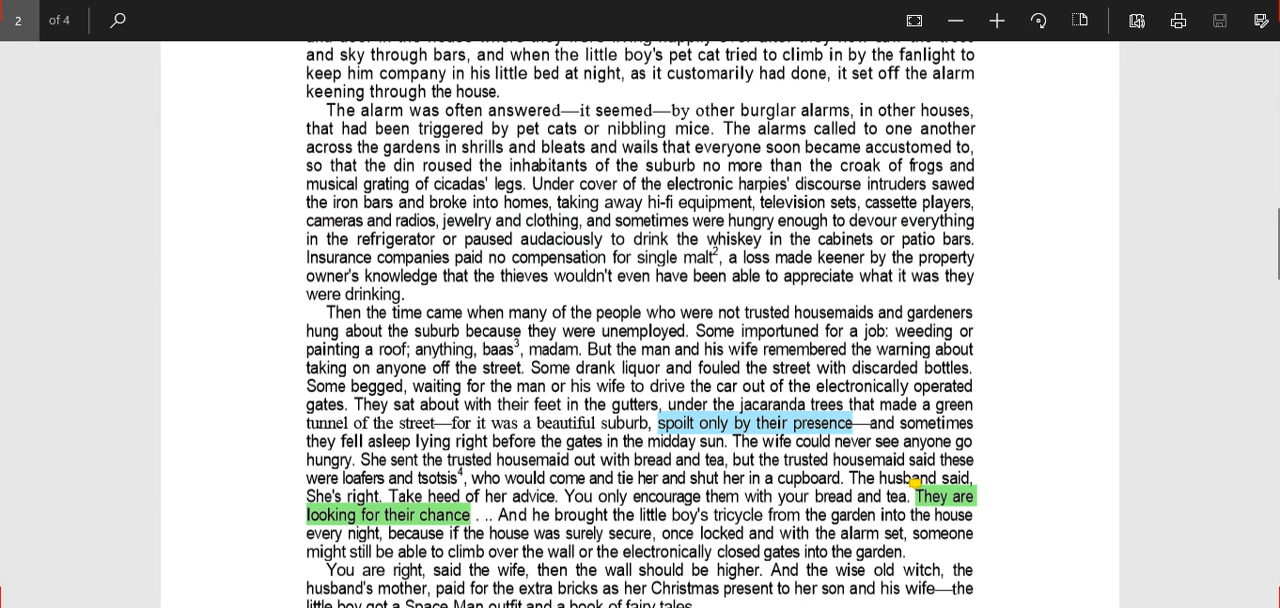 2 of 4
and sky through bars, and when the little boy's pet cat tried to climb in by the fanlight to
keep him company in his little bed at night, as it customarily had done, it set off the alarm
keening through the house.
The alarm was often answered—it seemed—by other burglar alarms, in other houses,
that had been triggered by pet cats or nibbling mice. The alarms called to one another
across the gardens in shrills and bleats and wails that everyone soon became accustomed to,
so that the din roused the inhabitants of the suburb no more than the croak of frogs and
musical grating of cicadas' legs. Under cover of the electronic harpies' discourse intruders sawed
the iron bars and broke into homes, taking away hi-fi equipment, television sets, cassette players,
cameras and radios, jewelry and clothing, and sometimes were hungry enough to devour everything
in the refrigerator or paused audaciously to drink the whiskey in the cabinets or patio bars.
Insurance companies paid no compensation for single malt², a loss made keener by the property
owner's knowledge that the thieves wouldn't even have been able to appreciate what it was they
were drinking.
Then the time came when many of the people who were not trusted housemaids and gardeners
hung about the suburb because they were unemployed. Some importuned for a job: weeding or
painting a roof; anything, baas³, madam. But the man and his wife remembered the warning about
taking on anyone off the street. Some drank liquor and fouled the street with discarded bottles.
Some begged, waiting for the man or his wife to drive the car out of the electronically operated
gates. They sat about with their feet in the gutters, under the jacaranda trees that made a green
tunnel of the street—for it was a beautiful suburb, spoilt only by their presence—and sometimes
they fell asleep lying right before the gates in the midday sun. The wife could never see anyone go
hungry. She sent the trusted housemaid out with bread and tea, but the trusted housemaid said these
were loafers and tsotsis⁴, who would come and tie her and shut her in a cupboard. The husband said,
She's right. Take heed of her advice. You only encourage them with your bread and tea. They are
looking for their chance . .. And he brought the little boy's tricycle from the garden into the house
every night, because if the house was surely secure, once locked and with the alarm set, someone
might still be able to climb over the wall or the electronically closed gates into the garden.
You are right, said the wife, then the wall should be higher. And the wise old witch, the
husband's mother, paid for the extra bricks as her Christmas present to her son and his wife—the
little boy got a Space Man outfit and a book of fairy tales.